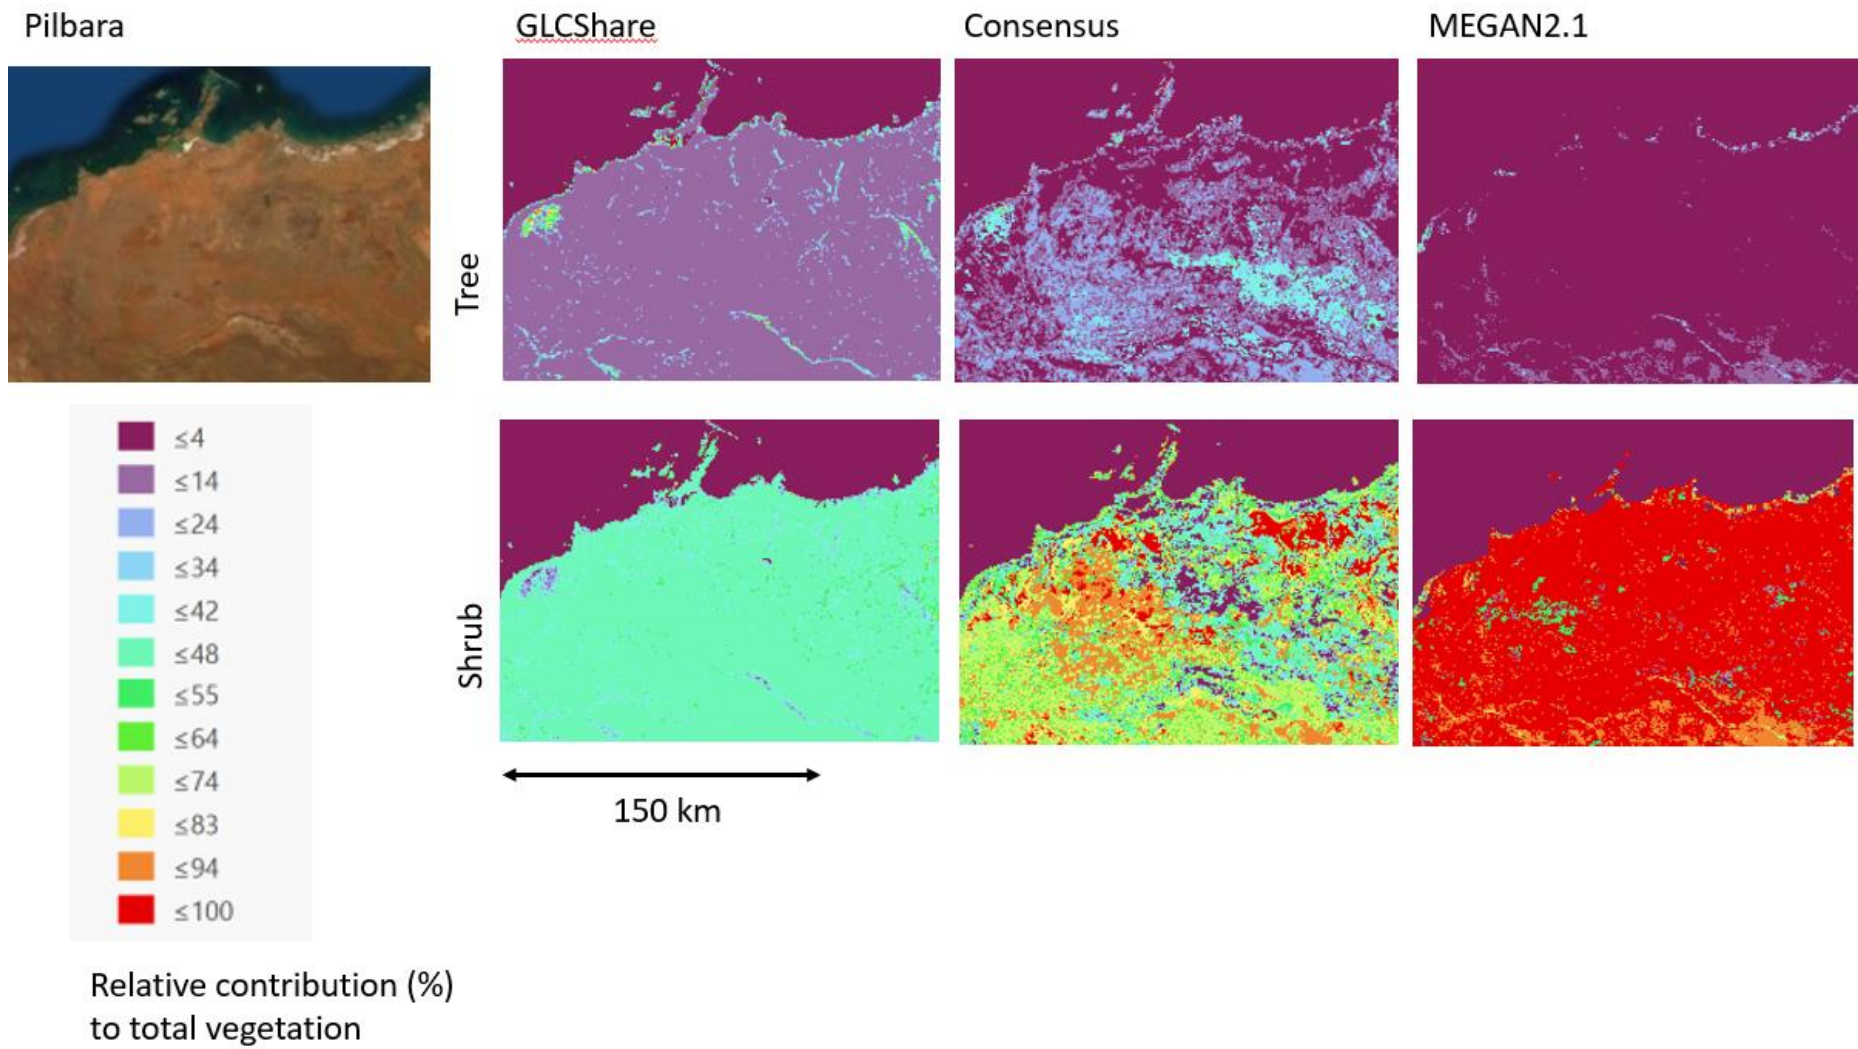 Pilbara
GLCShare
Consensus
MEGAN2.1
Tree
Shrub
≤4
≤14
≤24
≤34
≤42
≤48
≤55
≤64
≤74
≤83
≤94
≤100
150 km
Relative contribution (%)
to total vegetation